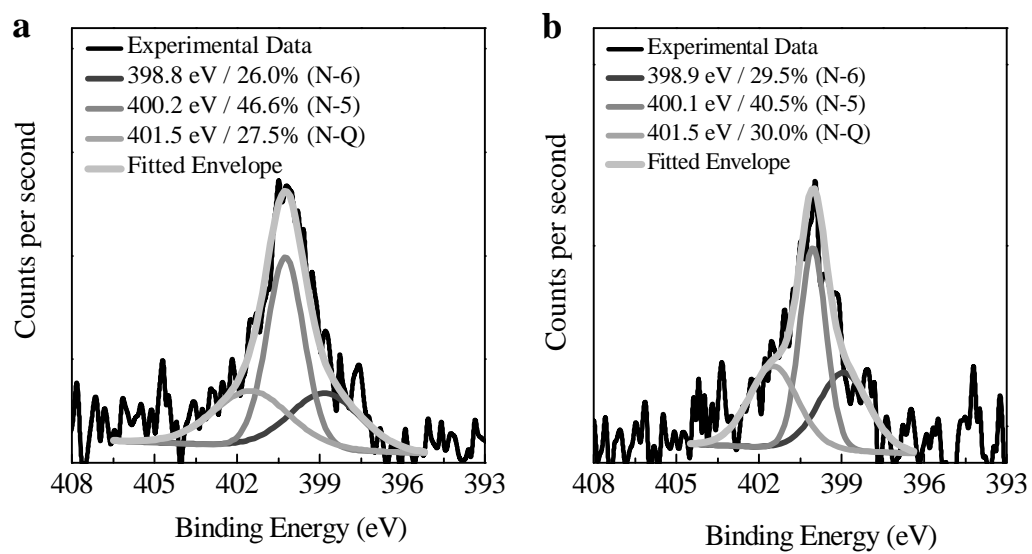 a
Experimental Data
398.8 eV / 26.0% (N-6)
400.2 eV / 46.6% (N-5)
401.5 eV / 27.5% (N-Q)
Fitted Envelope
Counts per second
408 405 402 399 396 393
Binding Energy (eV)
b
Experimental Data
398.9 eV / 29.5% (N-6)
400.1 eV / 40.5% (N-5)
401.5 eV / 30.0% (N-Q)
Fitted Envelope
Counts per second
408 405 402 399 396 393
Binding Energy (eV)